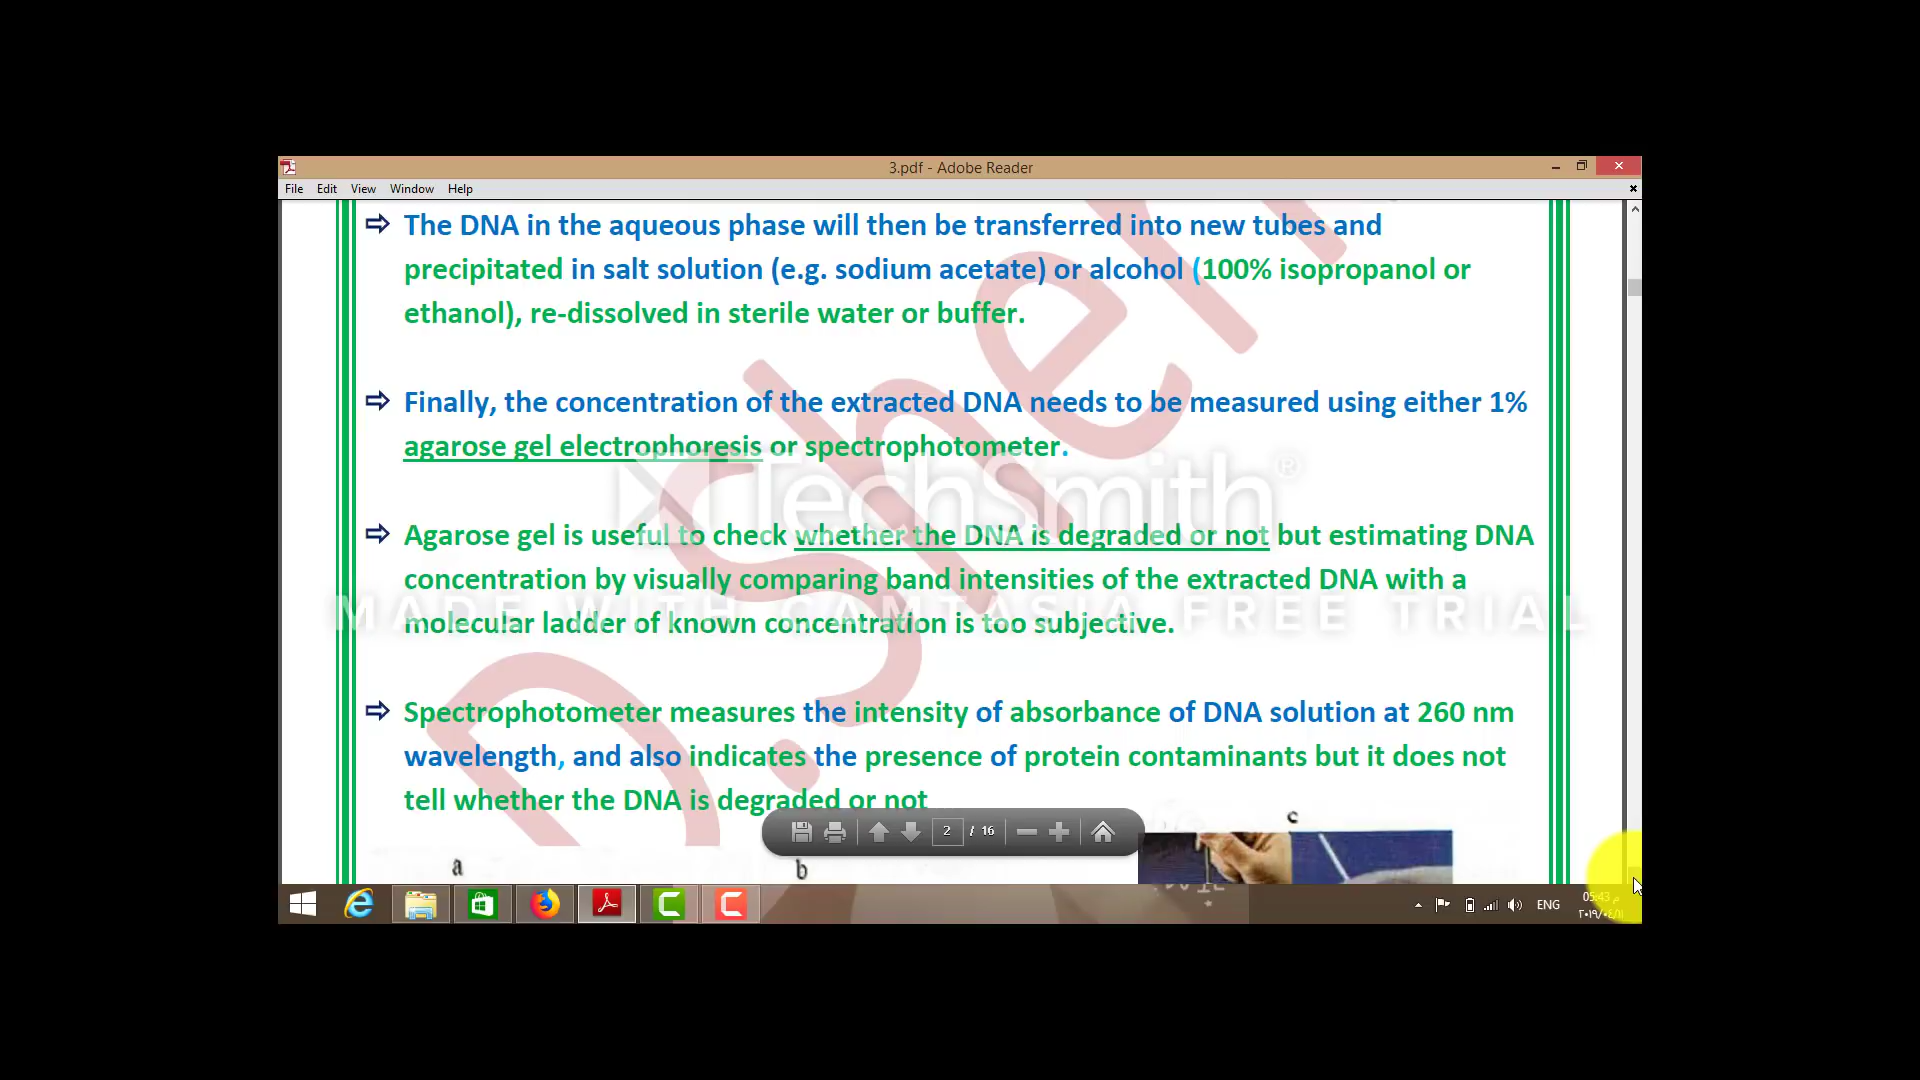 3.pdf - Adobe Reader
File Edit View Window Help
The DNA in the aqueous phase will then be transferred into new tubes and
precipitated in salt solution (e.g. sodium acetate) or alcohol (100% isopropanol or
ethanol), re-dissolved in sterile water or buffer.
Finally, the concentration of the extracted DNA needs to be measured using either 1%
agarose gel electrophoresis or spectrophotometer.
TechSmith®
Agarose gel is useful to check whether the DNA is degraded or not but estimating DNA
concentration by visually comparing band intensities of the extracted DNA with a
MADE WITH CAMTASIA FREE TRIAL
molecular ladder of known concentration is too subjective.
Spectrophotometer measures the intensity of absorbance of DNA solution at 260 nm
wavelength, and also indicates the presence of protein contaminants but it does not
tell whether the DNA is degraded or not
2 / 16
c
a b
ENG
05:43 م